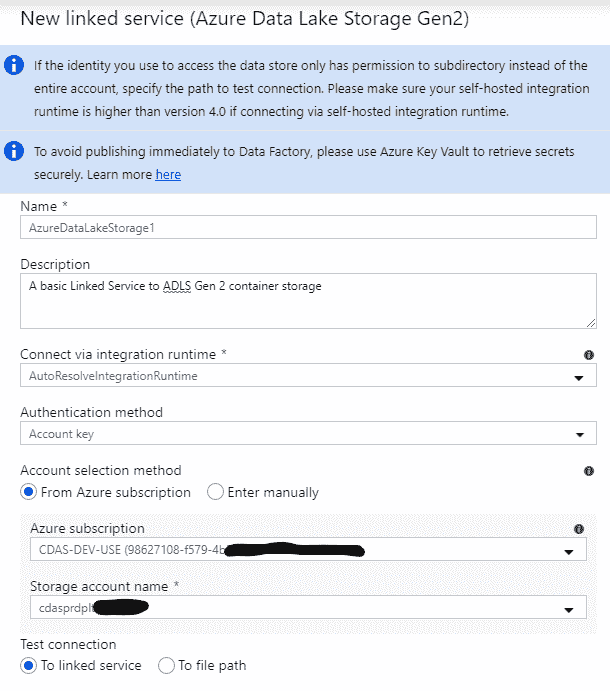 New linked service (Azure Data Lake Storage Gen2)
If the identity you use to access the data store only has permission to subdirectory instead of the
entire account, specify the path to test connection. Please make sure your self-hosted integration
runtime is higher than version 4.0 if connecting via self-hosted integration runtime.
To avoid publishing immediately to Data Factory, please use Azure Key Vault to retrieve secrets
securely. Learn more here
Name *
AzureDataLakeStorage1
Description
A basic Linked Service to ADLS Gen 2 container storage
Connect via integration runtime *
AutoResolveIntegrationRuntime
Authentication method
Account key
Account selection method
From Azure subscription Enter manually
Azure subscription
CDAS-DEV-USE (98627108-f579-4b
Storage account name *
cdasprdpl
Test connection
To linked service To file path